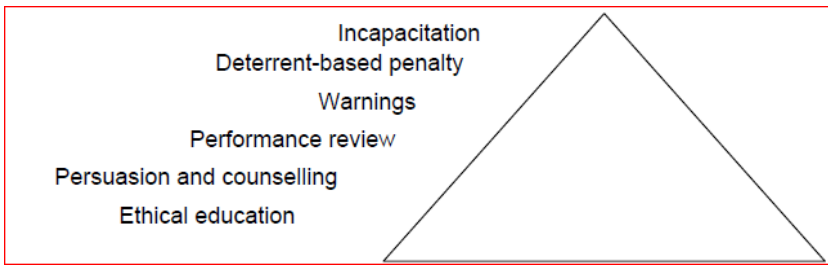 Incapacitation
Deterrent-based penalty
Warnings
Performance review
Persuasion and counselling
Ethical education